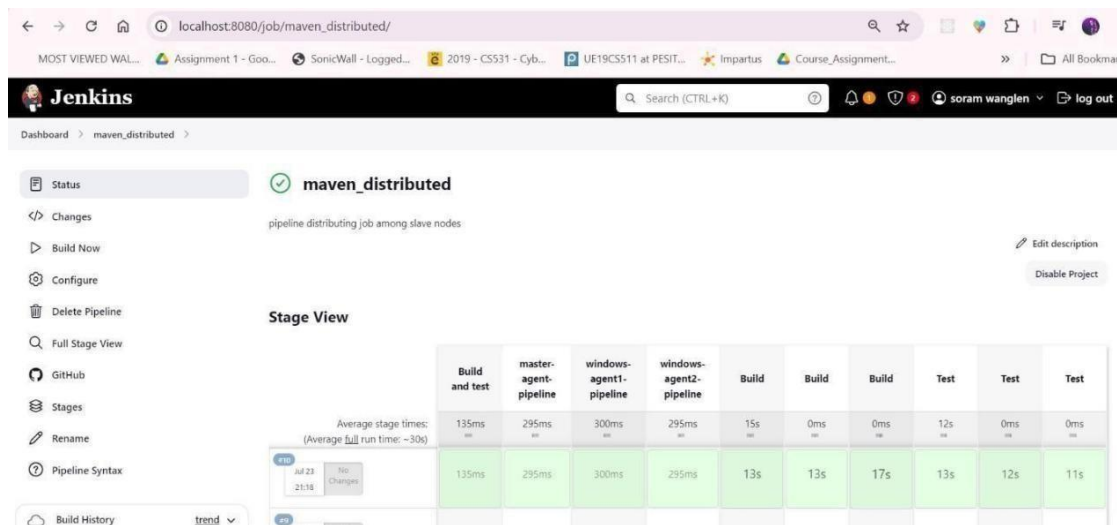 localhost:8080/job/maven_distributed/
MOST VIEWED WAL... Assignment 1 - Goo... SonicWall - Logged... 2019 - CS531 - Cyb... UE19CS511 at PESIT... Impartus Course_Assignment... » All Bookmar
Jenkins Search (CTRL+K) soram wanglen log out
Dashboard > maven_distributed >
Status
maven_distributed
Changes
pipeline distributing job among slave nodes
Build Now
Edit description
Configure
Disable Project
Delete Pipeline
Stage View
Full Stage View
GitHub
Stages
Rename
Pipeline Syntax
Build and test
master-agent-pipeline
windows-agent1-pipeline
windows-agent2-pipeline
Build
Build
Build
Test
Test
Test
Average stage times: 135ms 295ms 300ms 295ms 15s 0ms 0ms 12s 0ms 0ms
(Average full run time: ~30s)
#10
Jul 23
21:18
No Changes
135ms 295ms 300ms 295ms 13s 13s 17s 13s 12s 11s
Build History trend
#9